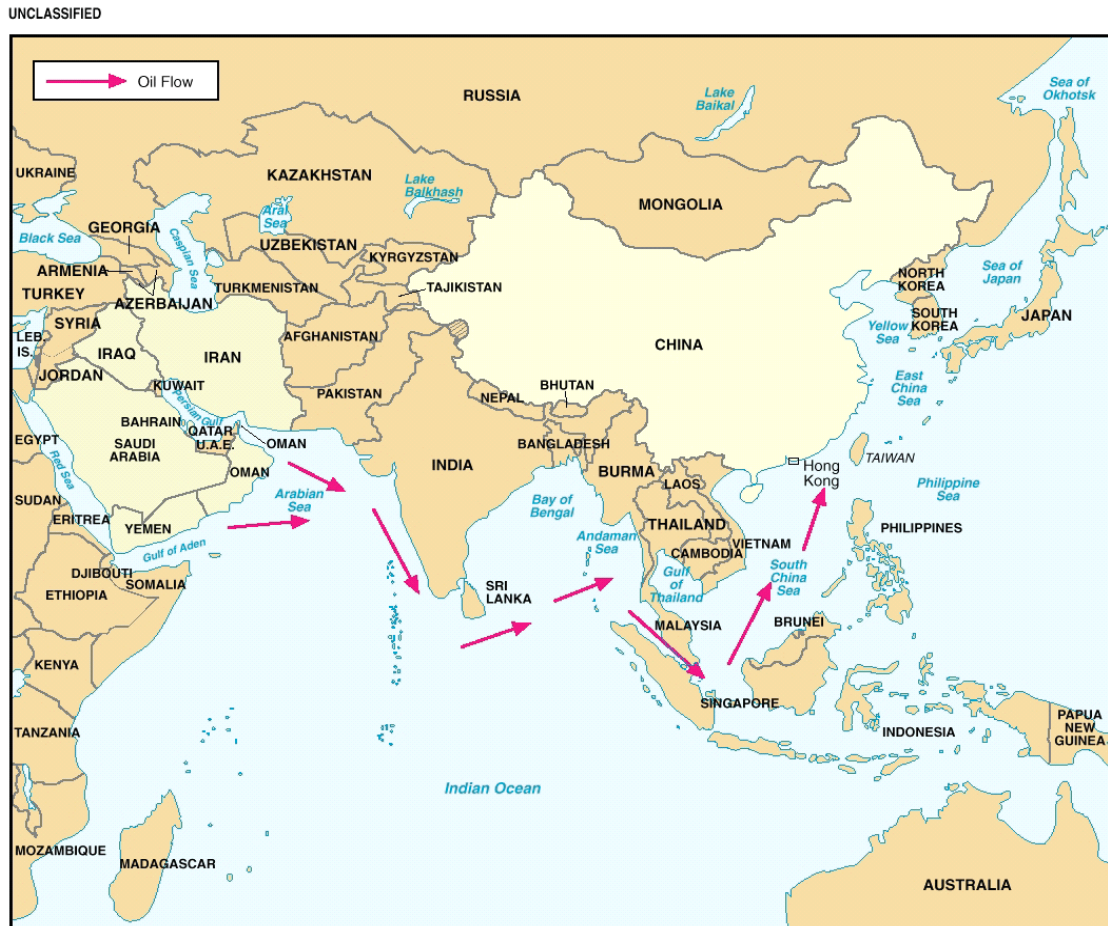 UNCLASSIFIED
Oil Flow
RUSSIA
Lake
Baikal
Sea of
Okhotsk
UKRAINE
KAZAKHSTAN
Lake
Balkhash
MONGOLIA
Aral
Sea
GEORGIA
Black Sea
Caspian Sea
UZBEKISTAN
KYRGYZSTAN
ARMENIA
TURKEY
AZERBAIJAN
TURKMENISTAN
TAJIKISTAN
NORTH
KOREA
Sea of
Japan
SYRIA
LEB.
IS.
IRAQ
IRAN
AFGHANISTAN
CHINA
SOUTH
KOREA
JAPAN
Yellow
Sea
JORDAN
KUWAIT
PAKISTAN
NEPAL
BHUTAN
East
China
Sea
Persian Gulf
BAHRAIN
QATAR
U.A.E.
OMAN
EGYPT
SAUDI
ARABIA
BANGLADESH
INDIA
BURMA
TAIWAN
Red Sea
OMAN
LAOS
Hong
Kong
Philippine
Sea
SUDAN
ERITREA
YEMEN
Arabian
Sea
Bay of
Bengal
THAILAND
PHILIPPINES
Gulf of Aden
Andaman
Sea
CAMBODIA
VIETNAM
DJIBOUTI
SOMALIA
ETHIOPIA
SRI
LANKA
Gulf
of
Thailand
South
China
Sea
MALAYSIA
BRUNEI
KENYA
SINGAPORE
TANZANIA
INDONESIA
PAPUA
NEW
GUINEA
Indian Ocean
MOZAMBIQUE
MADAGASCAR
AUSTRALIA